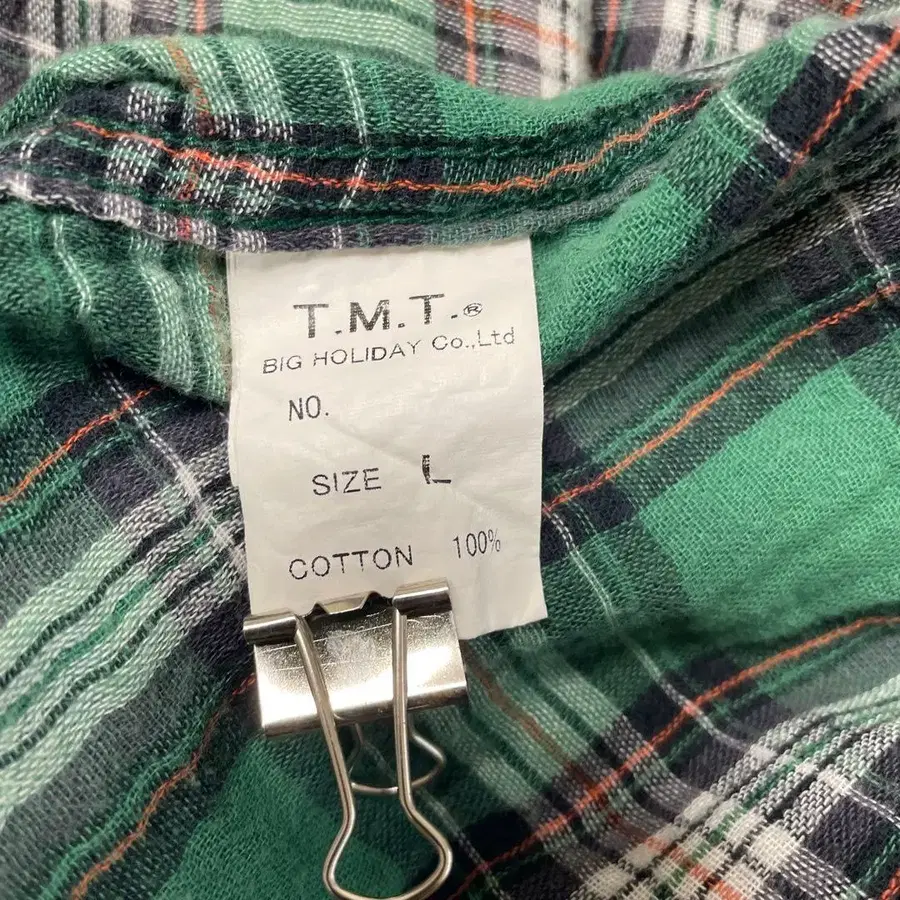 T.M.T.®
BIG HOLIDAY Co.,Ltd
NO.
SIZE L
COTTON 100%